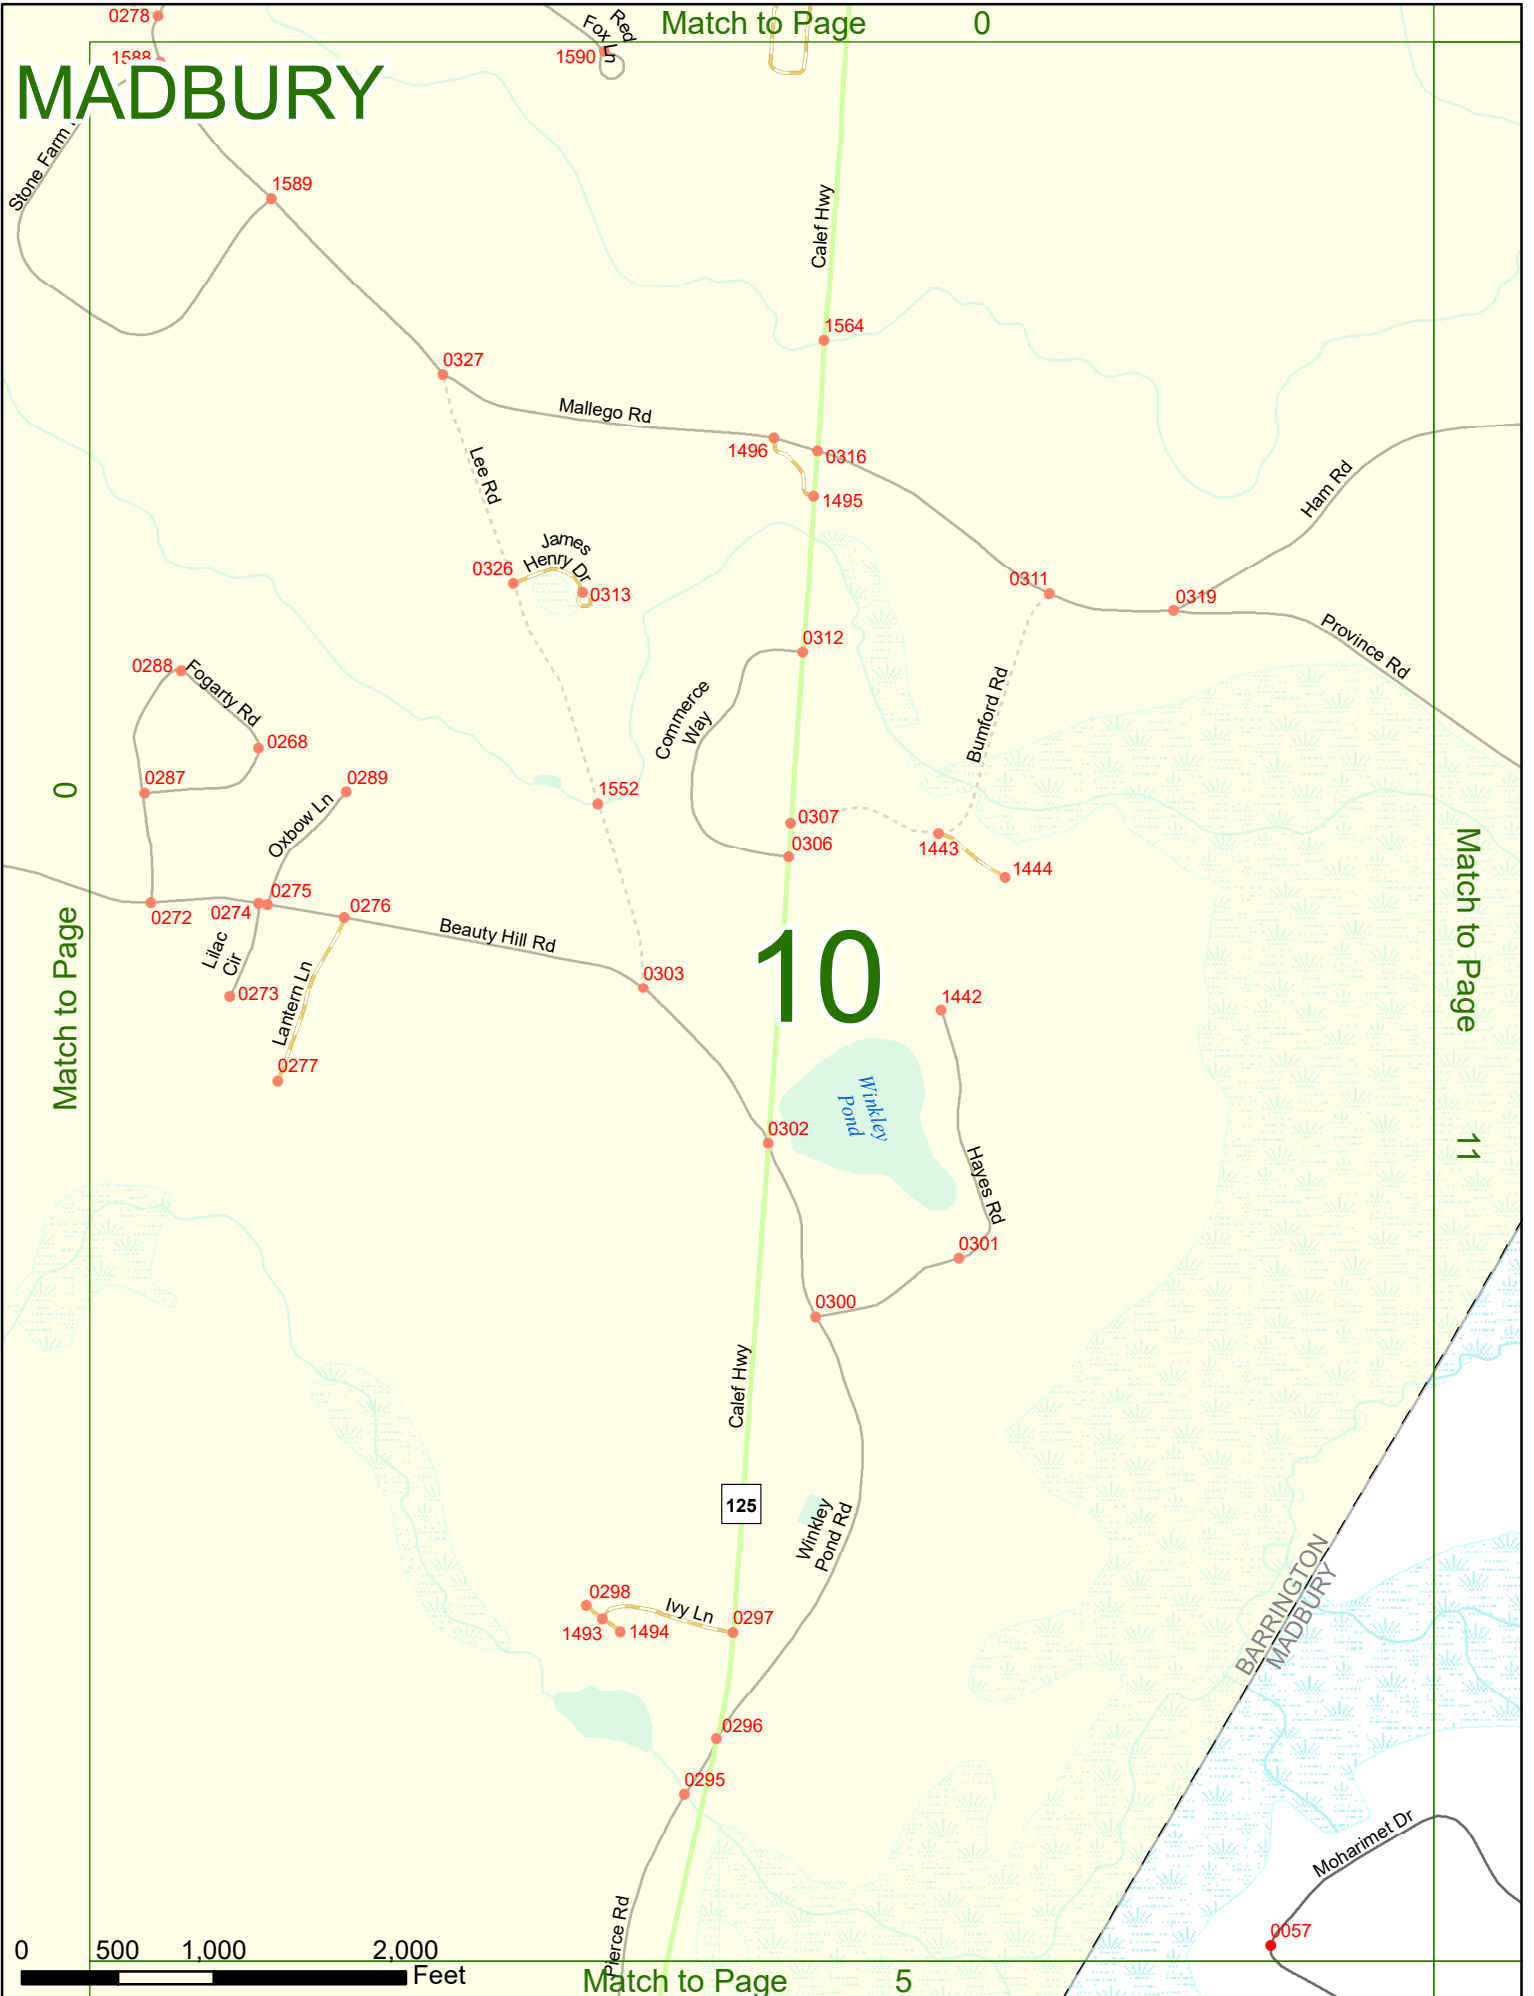 0278
Red
Fox Ln
Match to Page 0
1588
1590
MADBURY
Stone Farm
1589
Calef Hwy
1564
0327
Mallego Rd
1496
0316
1495
Lee Rd
Ham Rd
James
Henry Dr
0326
0313
0311
0319
0312
Province Rd
0288
Fogarty Rd
0268
Commerce
Way
Bumford Rd
0287
0289
0
Match to Page
Oxbow Ln
1552
0307
0306
1443
1444
Match to Page 11
0272
0274
0275
0276
Beauty Hill Rd
Lilac
Cir
0273
Lantern Ln
0277
0303
10
1442
Winkley
Pond
0302
Hayes Rd
0301
0300
Calef Hwy
125
Winkley
Pond Rd
BARRINGTON
MADBURY
0298
Ivy Ln
0297
1493
1494
0296
0295
Moharimet Dr
0057
Pierce Rd
0 500 1,000 2,000
Feet
Match to Page 5